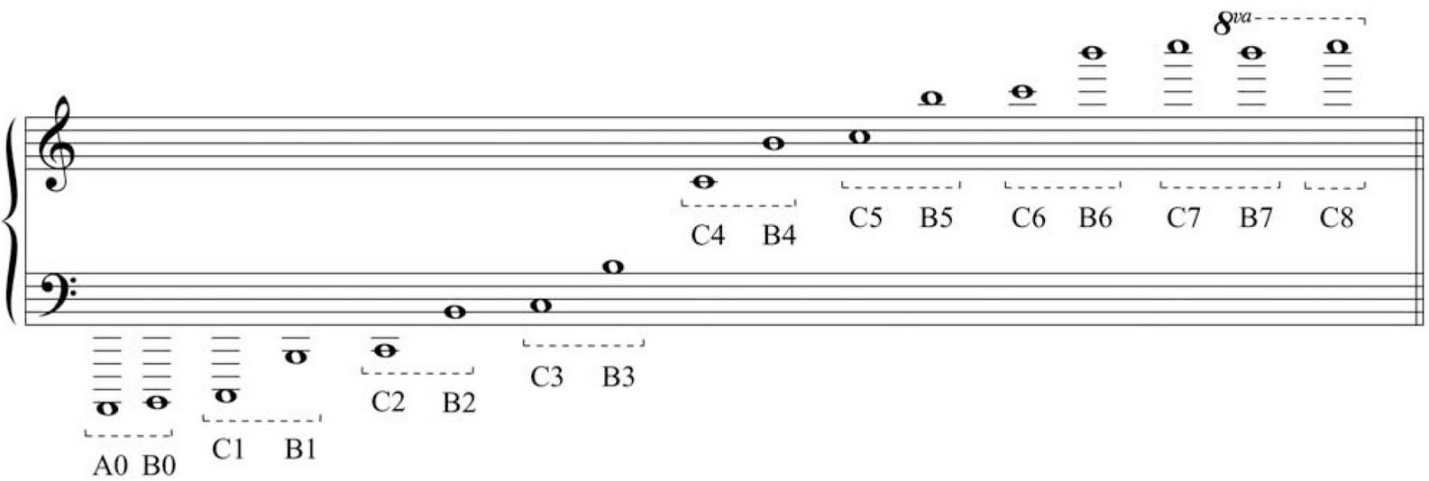 8va
C4 B4 C5 B5 C6 B6 C7 B7 C8
A0 B0 C1 B1 C2 B2 C3 B3